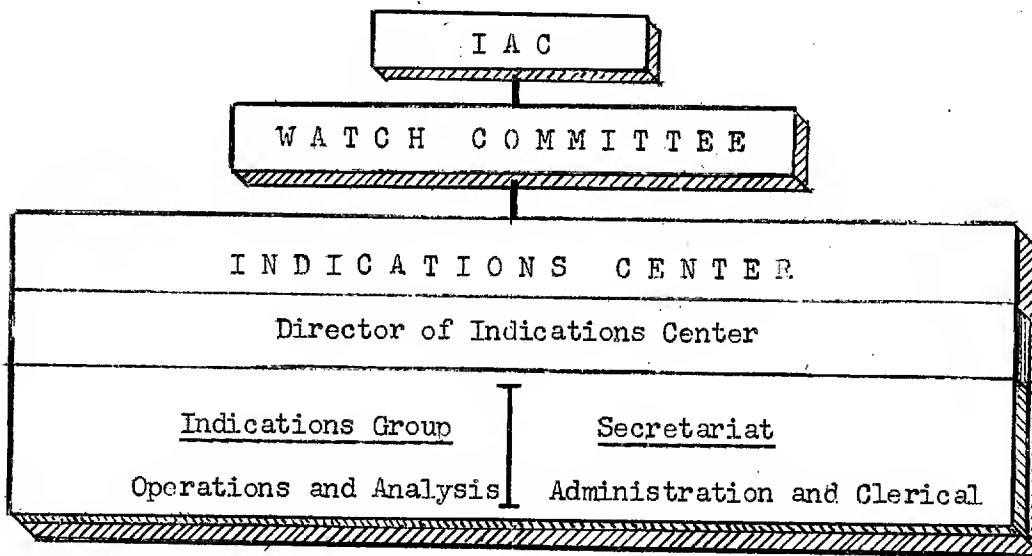 IAC
WATCH COMMITTEE
INDICATIONS CENTER
Director of Indications Center
Indications Group
Secretariat
Operations and Analysis
Administration and Clerical